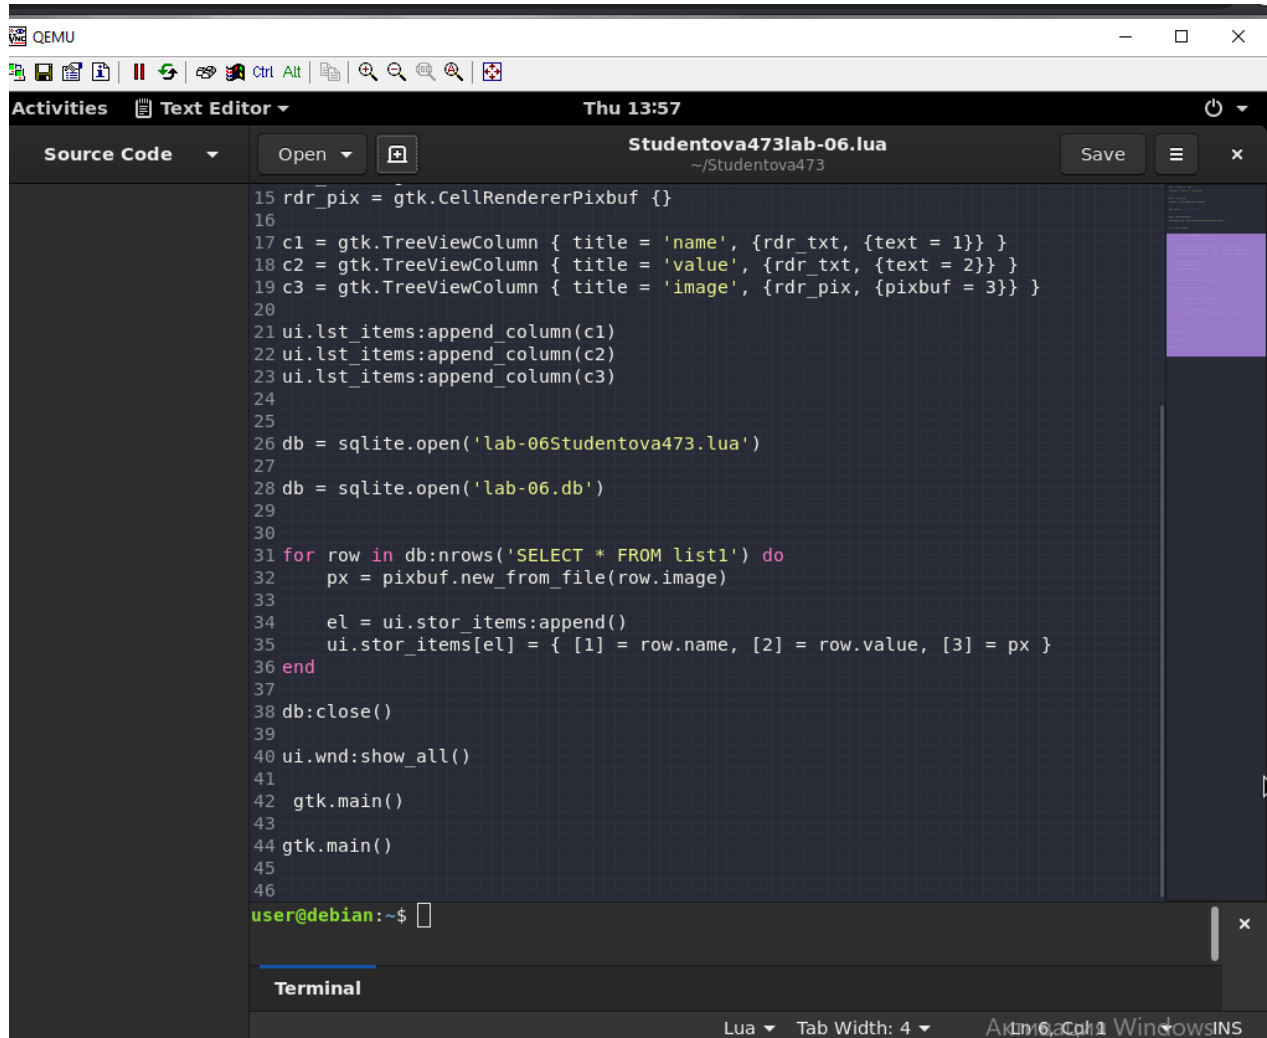 QEMU
Ctrl Alt
Activities Text Editor Thu 13:57
Source Code Open Studentova473lab-06.lua Save
~/Studentova473
15 rdr_pix = gtk.CellRendererPixbuf {}
16
17 c1 = gtk.TreeViewColumn { title = 'name', {rdr_txt, {text = 1}} }
18 c2 = gtk.TreeViewColumn { title = 'value', {rdr_txt, {text = 2}} }
19 c3 = gtk.TreeViewColumn { title = 'image', {rdr_pix, {pixbuf = 3}} }
20
21 ui.lst_items:append_column(c1)
22 ui.lst_items:append_column(c2)
23 ui.lst_items:append_column(c3)
24
25
26 db = sqlite.open('lab-06Studentova473.lua')
27
28 db = sqlite.open('lab-06.db')
29
30
31 for row in db:nrows('SELECT * FROM list1') do
32     px = pixbuf.new_from_file(row.image)
33
34     el = ui.stor_items:append()
35     ui.stor_items[el] = { [1] = row.name, [2] = row.value, [3] = px }
36 end
37
38 db:close()
39
40 ui.wnd:show_all()
41
42  gtk.main()
43
44 gtk.main()
45
46
user@debian:~$
Terminal
Lua Tab Width: 4 Ln 6, Col 1 INS
Активация Windows